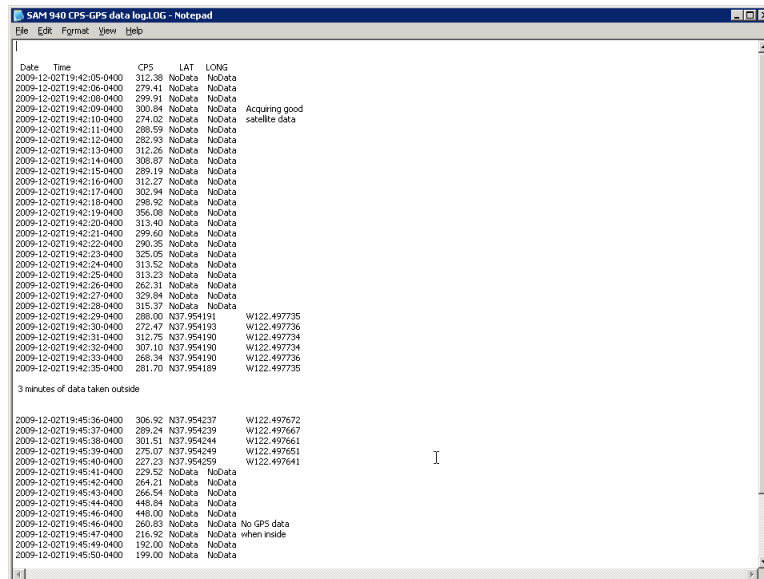 SAM 940 CPS-GPS data log.LOG - Notepad
File Edit Format View Help
Date Time CPS LAT LONG
2009-12-02T19:42:05-0400 312.38 NoData NoData
2009-12-02T19:42:06-0400 279.41 NoData NoData
2009-12-02T19:42:08-0400 299.91 NoData NoData
2009-12-02T19:42:09-0400 300.84 NoData NoData Acquiring good
2009-12-02T19:42:10-0400 274.02 NoData NoData satellite data
2009-12-02T19:42:11-0400 288.59 NoData NoData
2009-12-02T19:42:12-0400 282.93 NoData NoData
2009-12-02T19:42:13-0400 312.26 NoData NoData
2009-12-02T19:42:14-0400 308.87 NoData NoData
2009-12-02T19:42:15-0400 289.19 NoData NoData
2009-12-02T19:42:16-0400 312.27 NoData NoData
2009-12-02T19:42:17-0400 302.94 NoData NoData
2009-12-02T19:42:18-0400 298.92 NoData NoData
2009-12-02T19:42:19-0400 356.08 NoData NoData
2009-12-02T19:42:20-0400 313.40 NoData NoData
2009-12-02T19:42:21-0400 299.60 NoData NoData
2009-12-02T19:42:22-0400 290.35 NoData NoData
2009-12-02T19:42:23-0400 325.05 NoData NoData
2009-12-02T19:42:24-0400 313.52 NoData NoData
2009-12-02T19:42:25-0400 313.23 NoData NoData
2009-12-02T19:42:26-0400 262.31 NoData NoData
2009-12-02T19:42:27-0400 329.84 NoData NoData
2009-12-02T19:42:28-0400 315.37 NoData NoData
2009-12-02T19:42:29-0400 288.00 N37.954191 W122.497735
2009-12-02T19:42:30-0400 272.47 N37.954193 W122.497736
2009-12-02T19:42:31-0400 312.75 N37.954190 W122.497734
2009-12-02T19:42:32-0400 307.10 N37.954190 W122.497734
2009-12-02T19:42:33-0400 268.34 N37.954190 W122.497736
2009-12-02T19:42:35-0400 281.70 N37.954189 W122.497735
3 minutes of data taken outside
2009-12-02T19:45:36-0400 306.92 N37.954237 W122.497672
2009-12-02T19:45:37-0400 289.24 N37.954239 W122.497667
2009-12-02T19:45:38-0400 301.51 N37.954244 W122.497661
2009-12-02T19:45:39-0400 275.07 N37.954249 W122.497651
2009-12-02T19:45:40-0400 227.23 N37.954259 W122.497641
2009-12-02T19:45:41-0400 229.52 NoData NoData
2009-12-02T19:45:42-0400 264.21 NoData NoData
2009-12-02T19:45:43-0400 266.54 NoData NoData
2009-12-02T19:45:44-0400 448.84 NoData NoData
2009-12-02T19:45:46-0400 448.00 NoData NoData
2009-12-02T19:45:46-0400 260.83 NoData NoData No GPS data
2009-12-02T19:45:47-0400 216.92 NoData NoData when inside
2009-12-02T19:45:49-0400 192.00 NoData NoData
2009-12-02T19:45:50-0400 199.00 NoData NoData